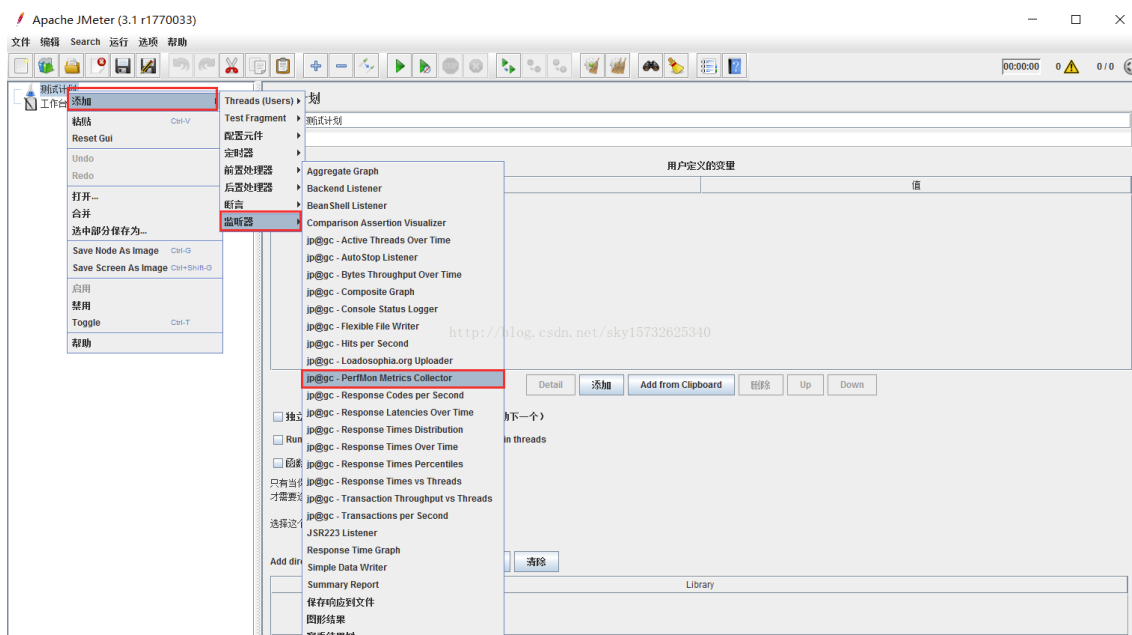 Apache JMeter (3.1 r1770033)
文件 编辑 Search 运行 选项 帮助
00:00:00 0 0 / 0
测试计划
工作台
添加
粘贴 Ctrl-V
Reset Gui
Undo
Redo
打开...
合并
选中部分保存为...
Save Node As Image Ctrl-G
Save Screen As Image Ctrl+Shift-G
启用
禁用
Toggle Ctrl-T
帮助
Threads (Users)
Test Fragment
配置元件
定时器
前置处理器
后置处理器
断言
监听器
Aggregate Graph
Backend Listener
BeanShell Listener
Comparison Assertion Visualizer
jp@gc - Active Threads Over Time
jp@gc - AutoStop Listener
jp@gc - Bytes Throughput Over Time
jp@gc - Composite Graph
jp@gc - Console Status Logger
jp@gc - Flexible File Writer
jp@gc - Hits per Second
jp@gc - Loadosophia.org Uploader
jp@gc - PerfMon Metrics Collector
jp@gc - Response Codes per Second
jp@gc - Response Latencies Over Time
jp@gc - Response Times Distribution
jp@gc - Response Times Over Time
jp@gc - Response Times Percentiles
jp@gc - Response Times vs Threads
jp@gc - Transaction Throughput vs Threads
jp@gc - Transactions per Second
JSR223 Listener
Response Time Graph
Simple Data Writer
Summary Report
保存响应到文件
图形结果
划
测试计划
用户定义的变量
值
http://blog.csdn.net/sky15732625340
Detail 添加 Add from Clipboard 删除 Up Down
独立
下一个）
Run
in threads
函数
只有当你
才需要
选择这个
Add dire
清除
Library